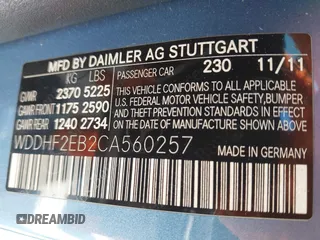 MFD BY DAIMLER AG STUTTGART
KG LBS PASSENGER CAR 230 11/11
GVWR 2370 5225
GAWR FRONT 1175 2590
GAWR REAR 1240 2734
THIS VEHICLE CONFORMS TO ALL APPLICABLE
U.S. FEDERAL MOTOR VEHICLE SAFETY, BUMPER
AND THEFT PREVENTION STANDARDS IN EFFECT
ON THE DATE OF MANUFACTURE SHOWN ABOVE.
WDDHF2EB2CA560257
MADE IN GERMANY
DREAMBID